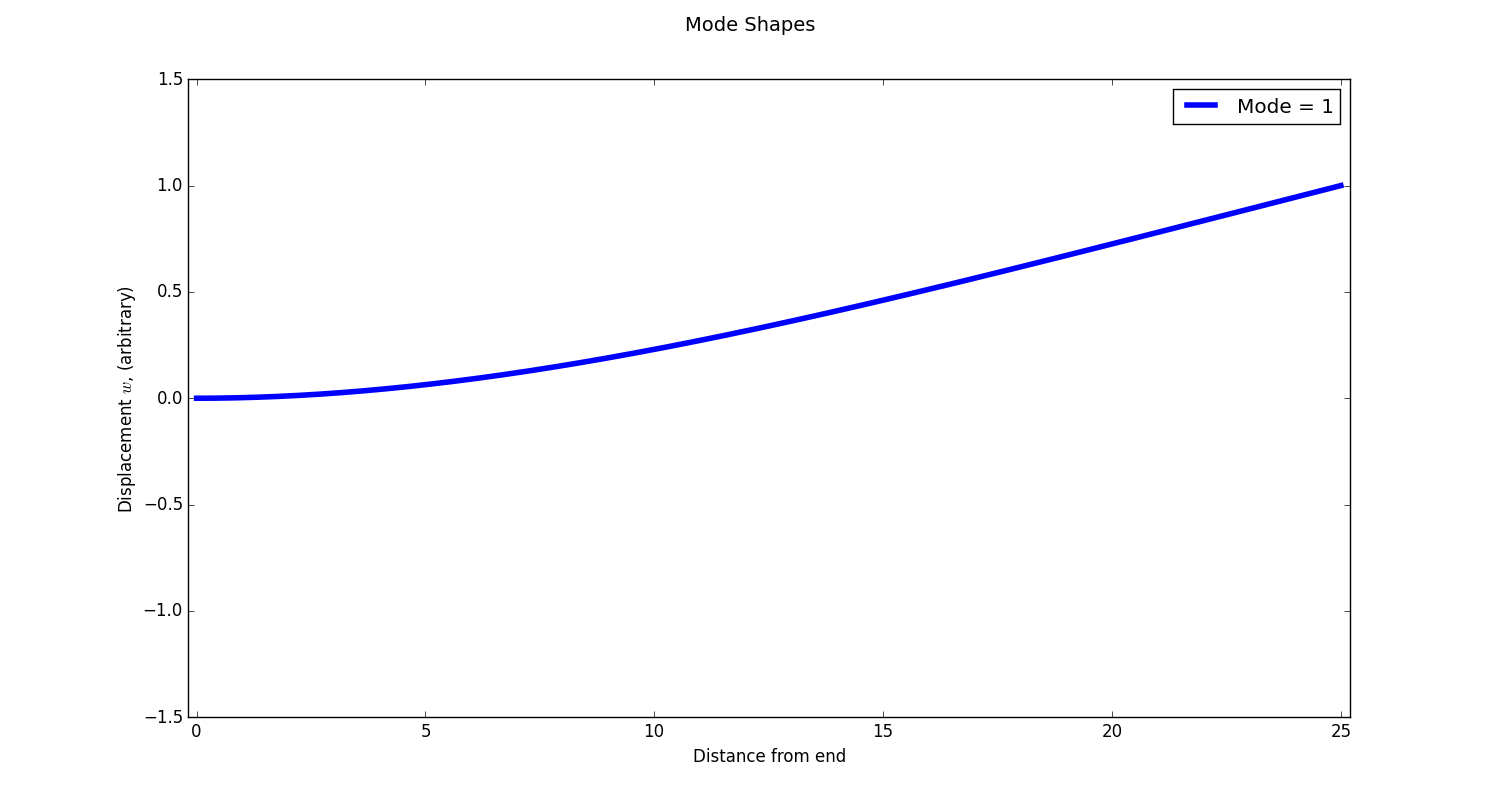 Mode Shapes
Mode = 1
1.5
1.0
0.5
0.0
−0.5
−1.0
−1.5
Displacement w, (arbitrary)
0 5 10 15 20 25
Distance from end